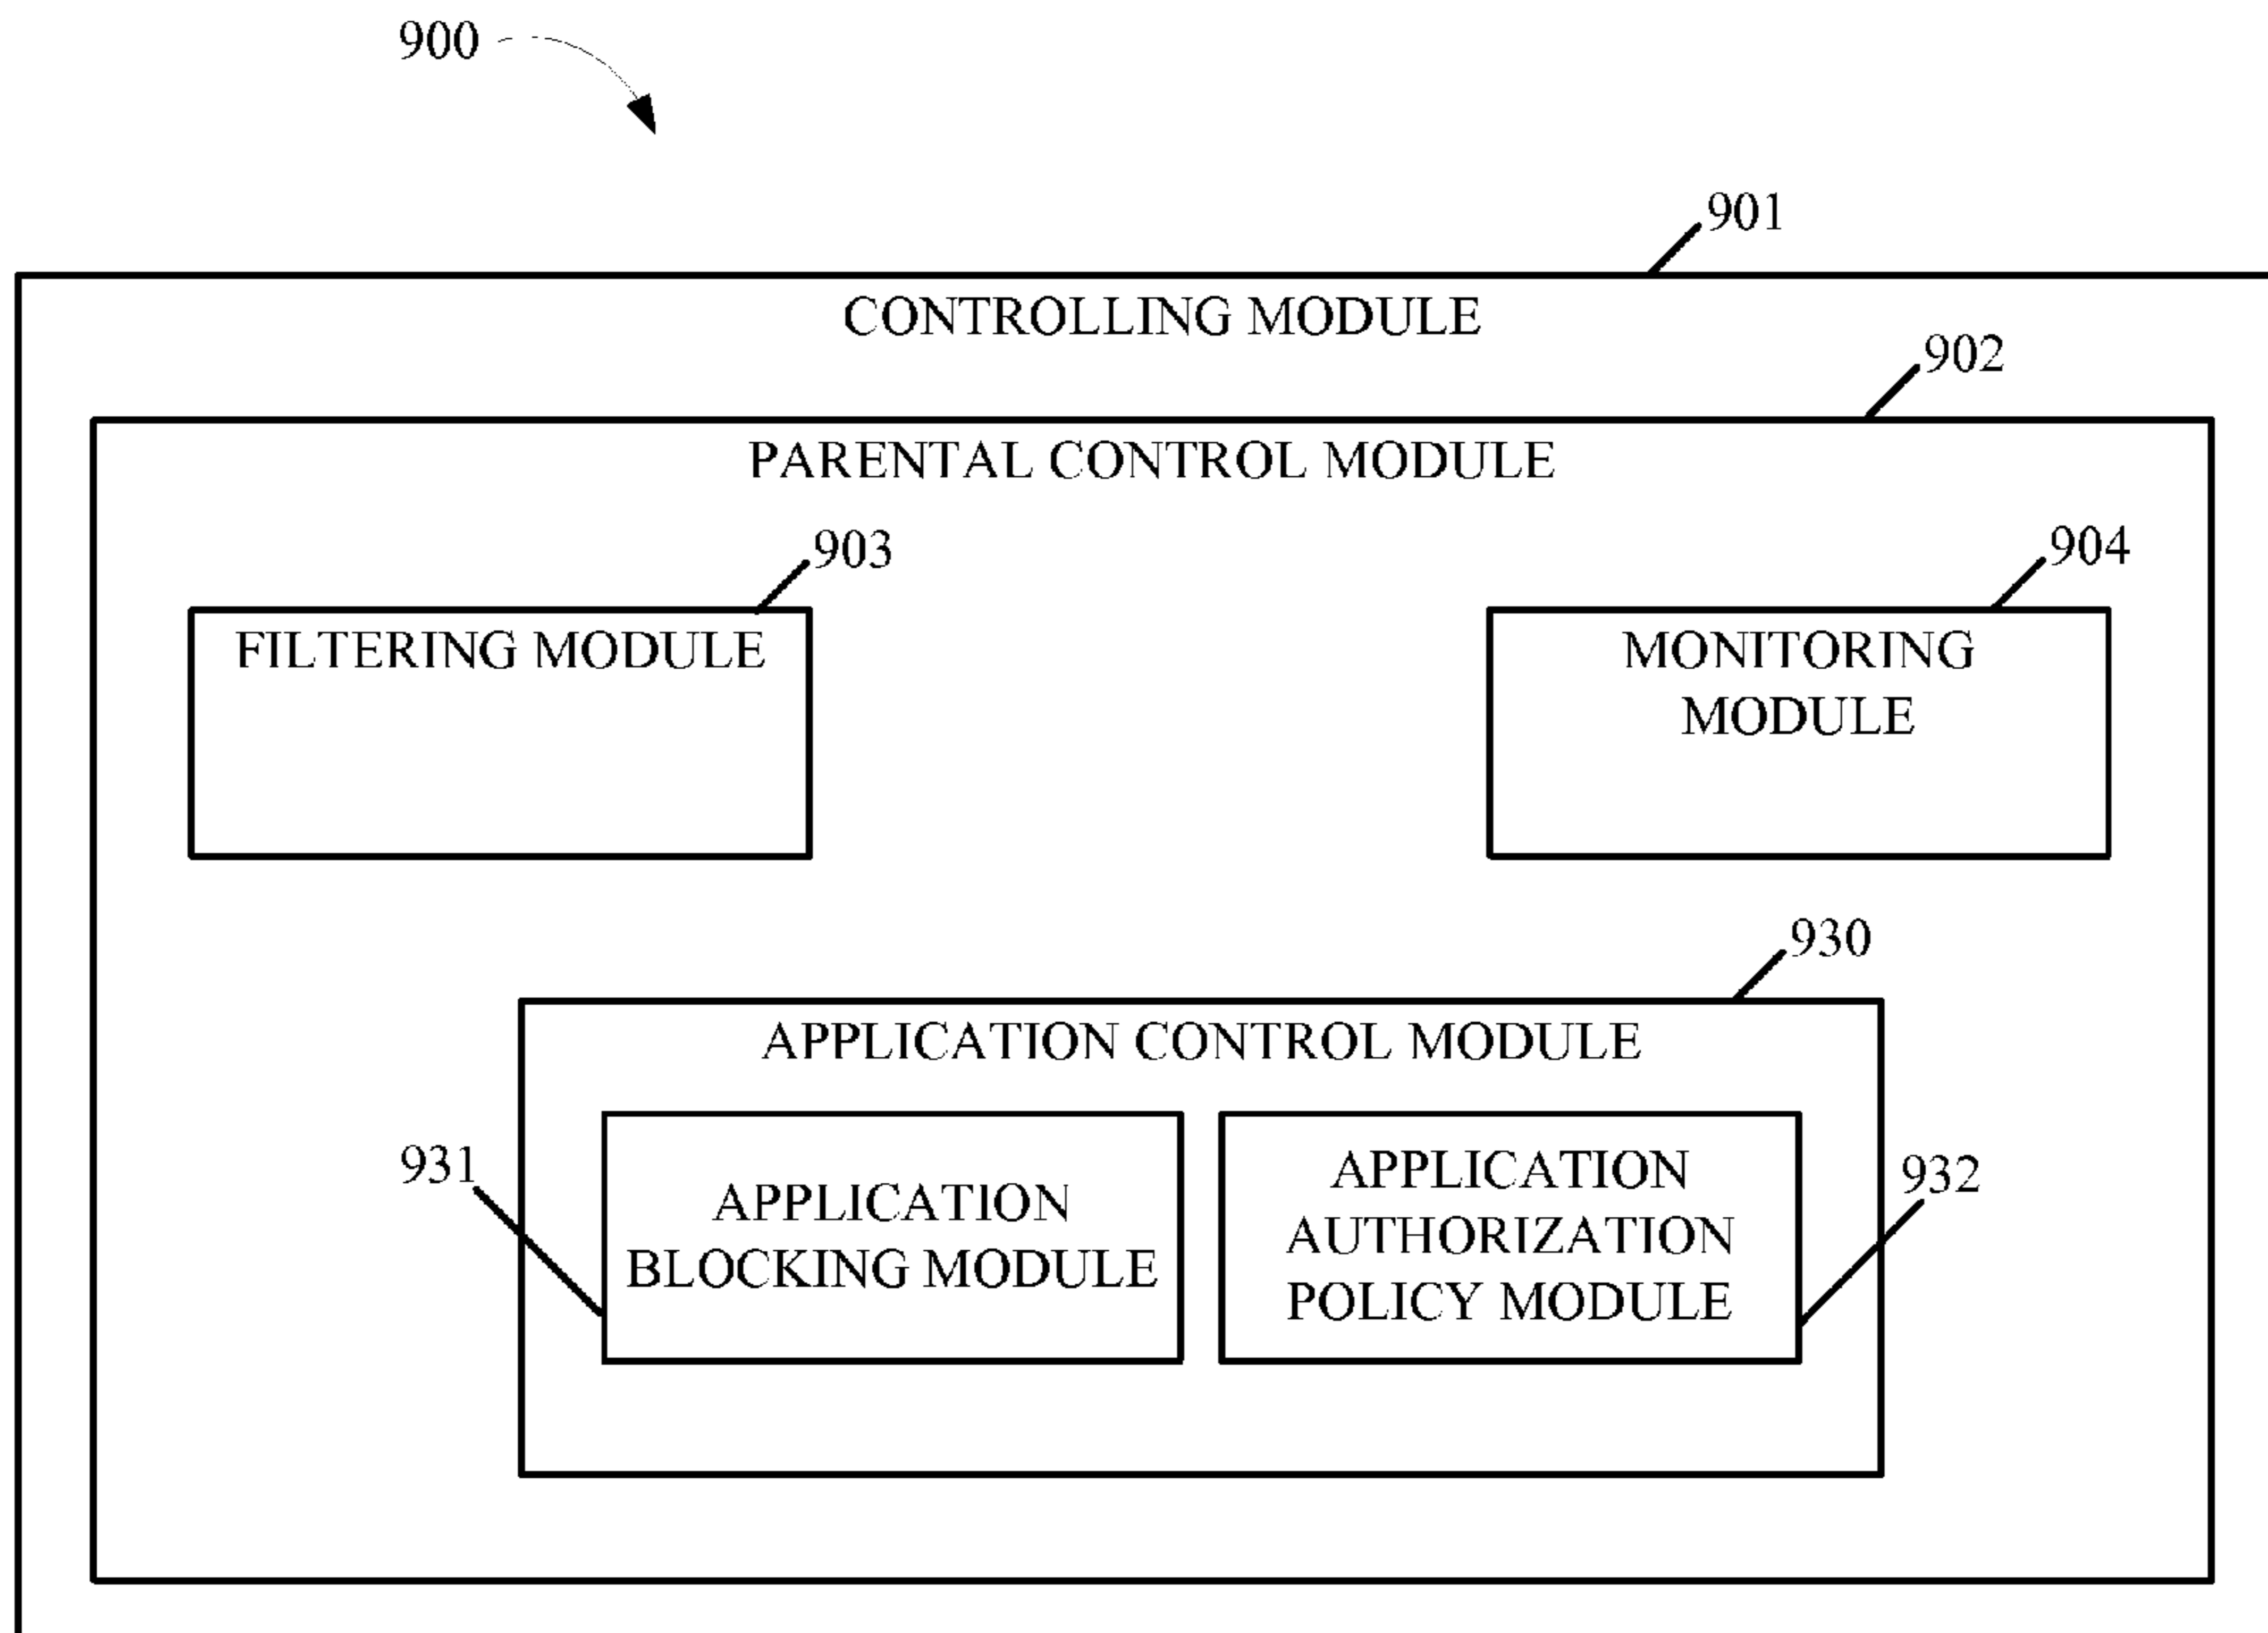 900
901
CONTROLLING MODULE
902
PARENTAL CONTROL MODULE
903
904
FILTERING MODULE
MONITORING
MODULE
930
APPLICATION CONTROL MODULE
931
APPLICATION
BLOCKING MODULE
APPLICATION
AUTHORIZATION
POLICY MODULE
932